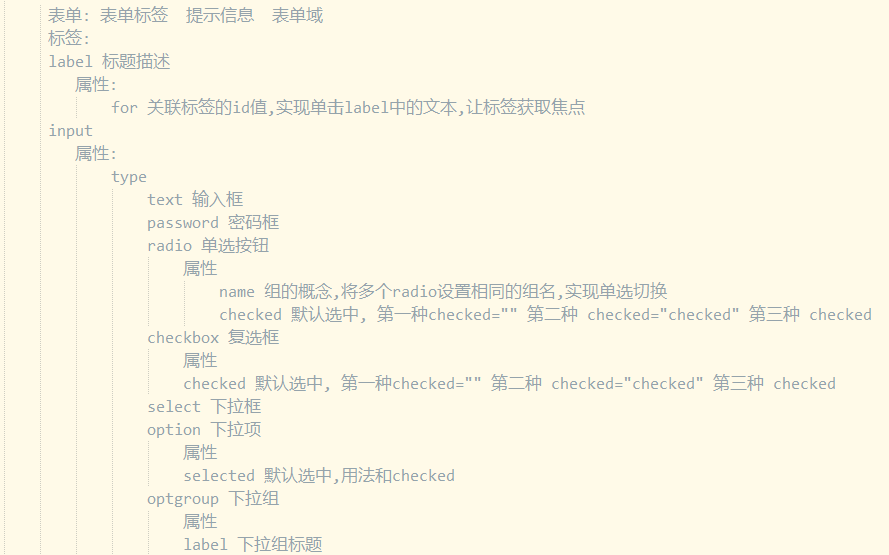 表单: 表单标签 提示信息 表单域
标签:
label 标题描述
属性:
for 关联标签的id值,实现单击label中的文本,让标签获取焦点
input
属性:
type
text 输入框
password 密码框
radio 单选按钮
属性
name 组的概念,将多个radio设置相同的组名,实现单选切换
checked 默认选中, 第一种checked="" 第二种 checked="checked" 第三种 checked
checkbox 复选框
属性
checked 默认选中, 第一种checked="" 第二种 checked="checked" 第三种 checked
select 下拉框
option 下拉项
属性
selected 默认选中,用法和checked
optgroup 下拉组
属性
label 下拉组标题